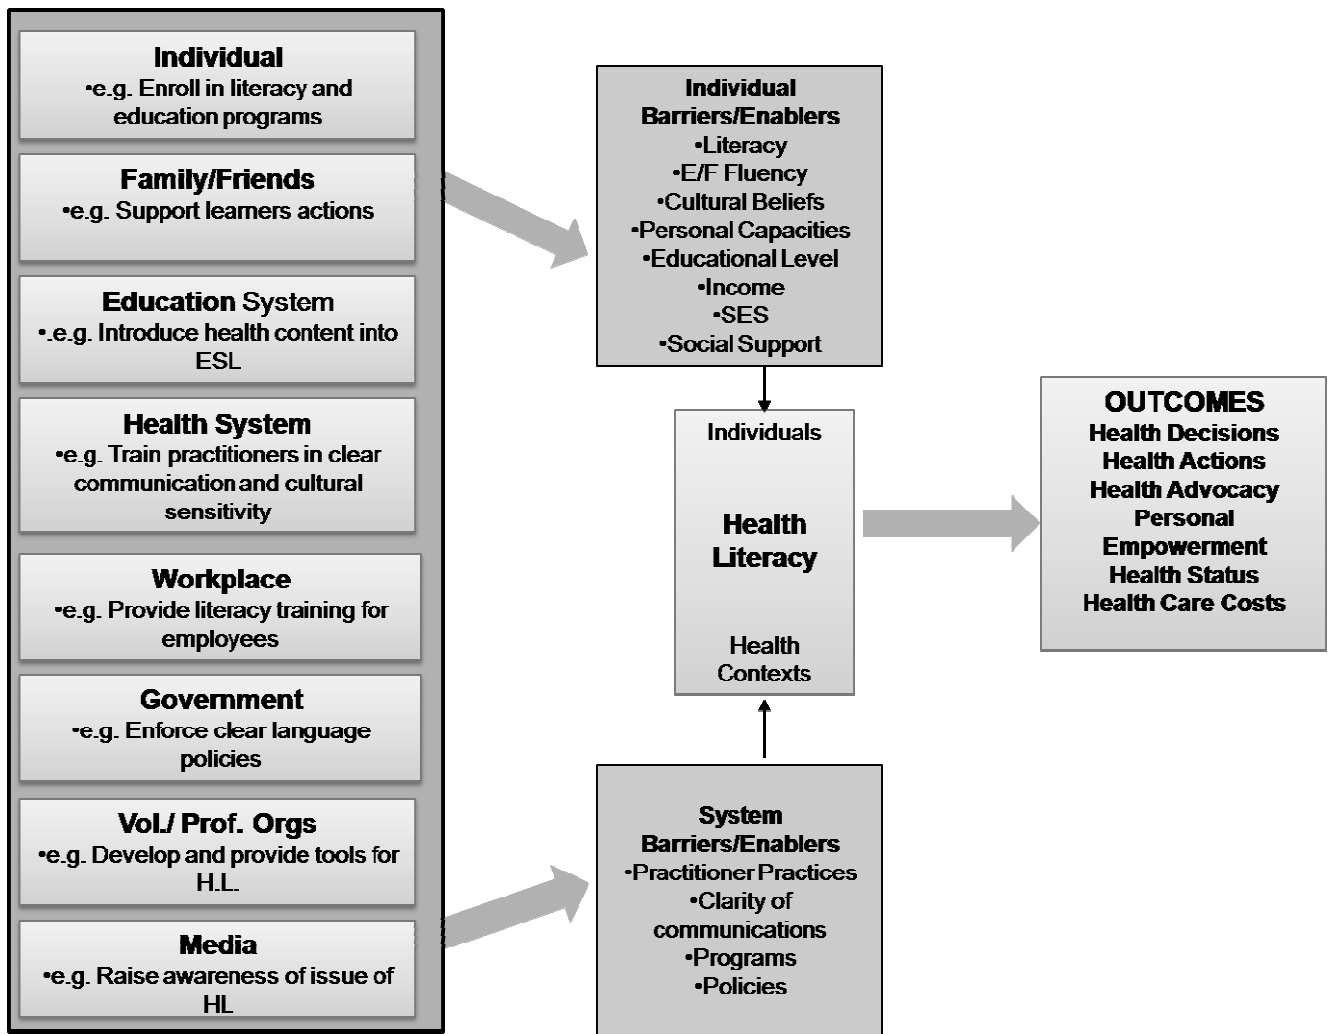 Individual
•e.g. Enroll in literacy and
education programs
Family/Friends
•e.g. Support learners actions
Education System
•.e.g. Introduce health content into
ESL
Health System
•e.g. Train practitioners in clear
communication and cultural
sensitivity
Workplace
•e.g. Provide literacy training for
employees
Government
•e.g. Enforce clear language
policies
Vol./ Prof. Orgs
•e.g. Develop and provide tools for
H.L.
Media
•e.g. Raise awareness of issue of
HL
Individual
Barriers/Enablers
•Literacy
•E/F Fluency
•Cultural Beliefs
•Personal Capacities
•Educational Level
•Income
•SES
•Social Support
Individuals
Health
Literacy
Health
Contexts
System
Barriers/Enablers
•Practitioner Practices
•Clarity of
communications
•Programs
•Policies
OUTCOMES
Health Decisions
Health Actions
Health Advocacy
Personal
Empowerment
Health Status
Health Care Costs